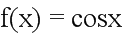 f(x) = cosx